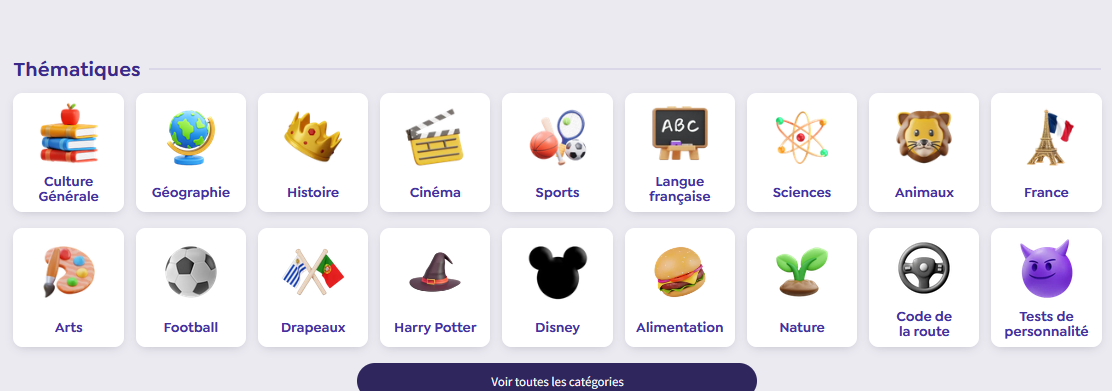 Thématiques
ABC
Culture
Générale
Géographie
Histoire
Cinéma
Sports
Langue
française
Sciences
Animaux
France
Arts
Football
Drapeaux
Harry Potter
Disney
Alimentation
Nature
Code de
la route
Tests de
personnalité
Voir toutes les catégories